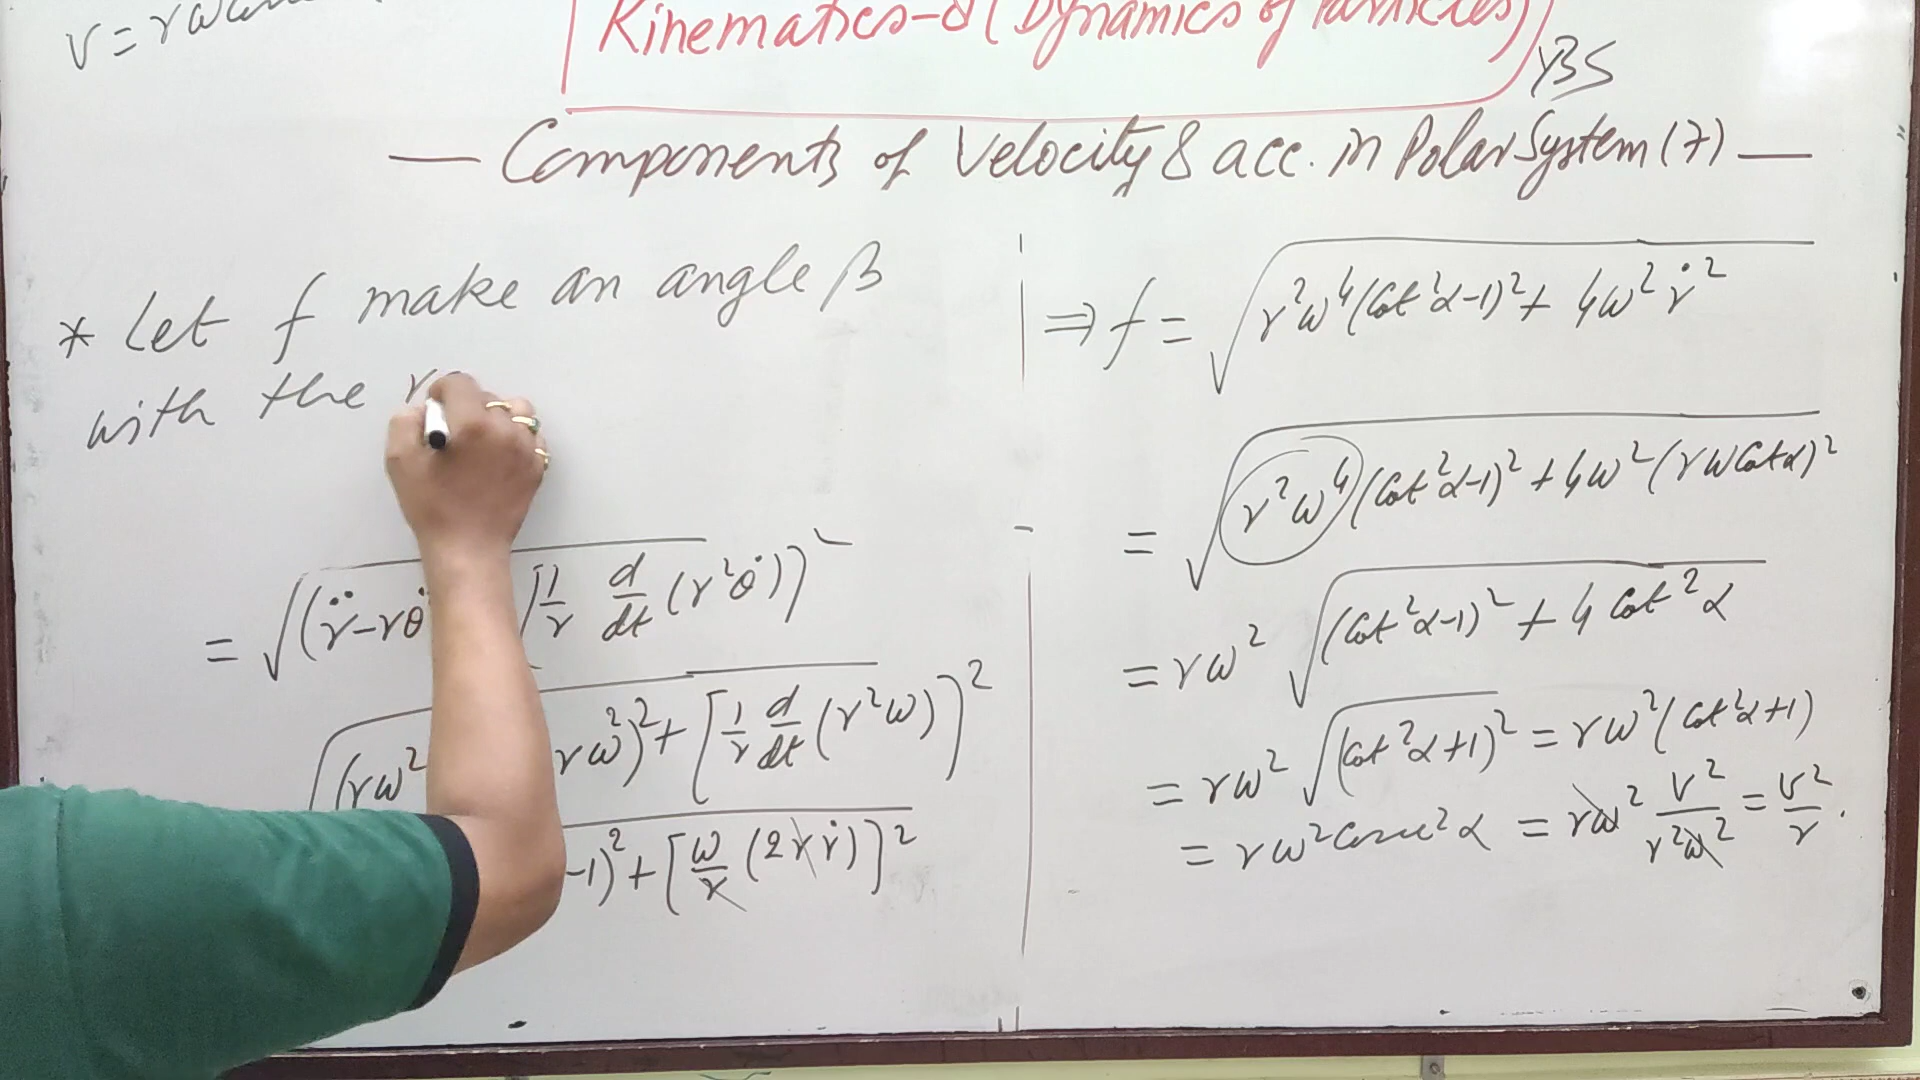 Kinematics-8 (Dynamics of Particles)
YBS
— Components of Velocity & acc. in Polar System (7) —
* Let f make an angle β
with the
= √((r̈-rθ̇ [1/r d/dt (r²θ̇))²
(rω² rω²)² + [1/r d/dt (r²ω)]²
-1)² + [ω/r (2rṙ)]²
⇒ f = √(r²ω⁴(Cot²α-1)² + 4ω²ṙ²
= √(r²ω⁴(Cot²α-1)² + 4ω²(rωCotα)²
= rω² √((Cot²α-1)² + 4Cot²α
= rω² √(Cot²α+1)² = rω²(Cot²α+1)
= rω²Cosec²α = rω² V²/r²ω² = V²/r.